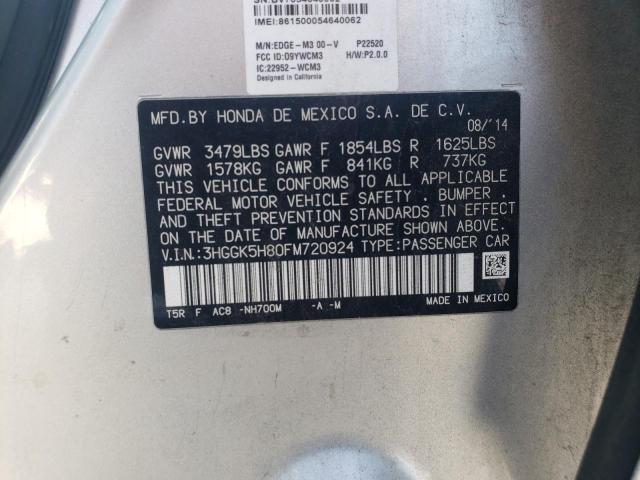 IMEI:861500054640062
M/N:EDGE-M3 00-V P22520
FCC ID:O9YWCM3 H/W:P2.0.0
IC:22952-WCM3
Designed in California
MFD.BY HONDA DE MEXICO S.A. DE C.V.
08/'14
GVWR 3479LBS GAWR F 1854LBS R 1625LBS
GVWR 1578KG GAWR F 841KG R 737KG
THIS VEHICLE CONFORMS TO ALL APPLICABLE
FEDERAL MOTOR VEHICLE SAFETY . BUMPER .
AND THEFT PREVENTION STANDARDS IN EFFECT
ON DATE OF MANUFACTURE SHOWN ABOVE.
V.I.N.:3HGGK5H80FM720924 TYPE:PASSENGER CAR
T5R F AC8 -NH700M -A -M MADE IN MEXICO